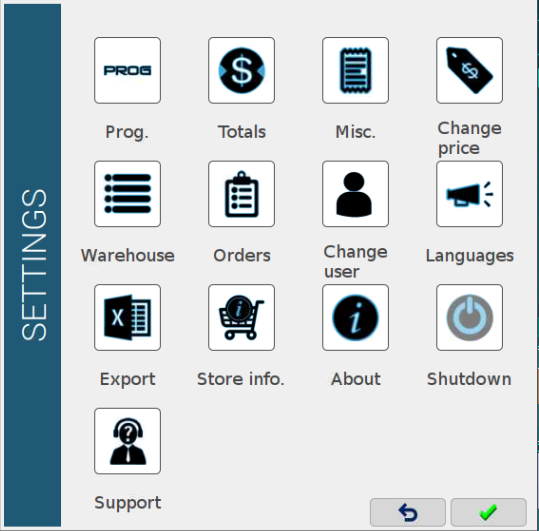 SETTINGS
PROG
Prog.
Totals
Misc.
Change
price
Warehouse
Orders
Change
user
Languages
X
Export
Store info.
About
Shutdown
Support